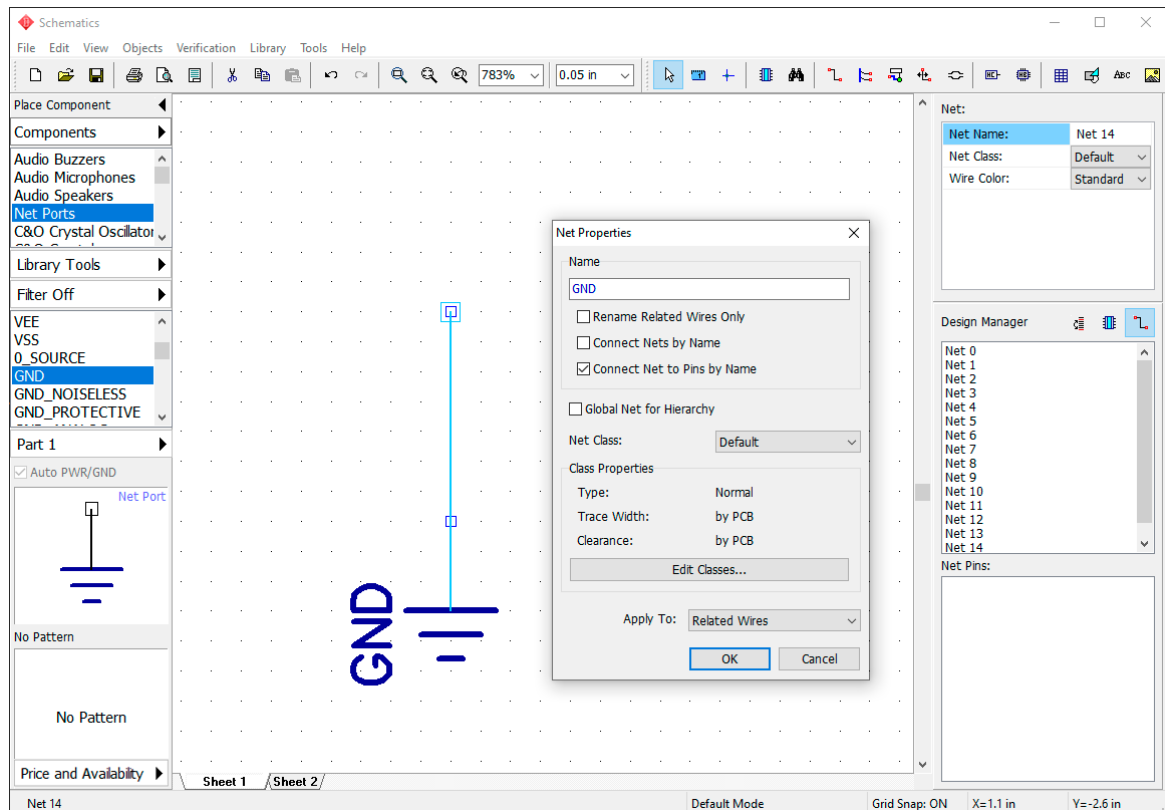 Schematics
File Edit View Objects Verification Library Tools Help
783% 0.05 in ABC
Place Component
Components
Audio Buzzers
Audio Microphones
Audio Speakers
Net Ports
C&O Crystal Oscillator
Library Tools
Filter Off
VEE
VSS
0_SOURCE
GND
GND_NOISELESS
GND_PROTECTIVE
Part 1
Auto PWR/GND
Net Port
No Pattern
No Pattern
Price and Availability
GND
Sheet 1 Sheet 2
Net Properties
Name
GND
Rename Related Wires Only
Connect Nets by Name
Connect Net to Pins by Name
Global Net for Hierarchy
Net Class: Default
Class Properties
Type: Normal
Trace Width: by PCB
Clearance: by PCB
Edit Classes...
Apply To: Related Wires
OK Cancel
Net:
Net Name: Net 14
Net Class: Default
Wire Color: Standard
Design Manager
Net 0
Net 1
Net 2
Net 3
Net 4
Net 5
Net 6
Net 7
Net 8
Net 9
Net 10
Net 11
Net 12
Net 13
Net 14
Net Pins:
Net 14 Default Mode Grid Snap: ON X=1.1 in Y=-2.6 in